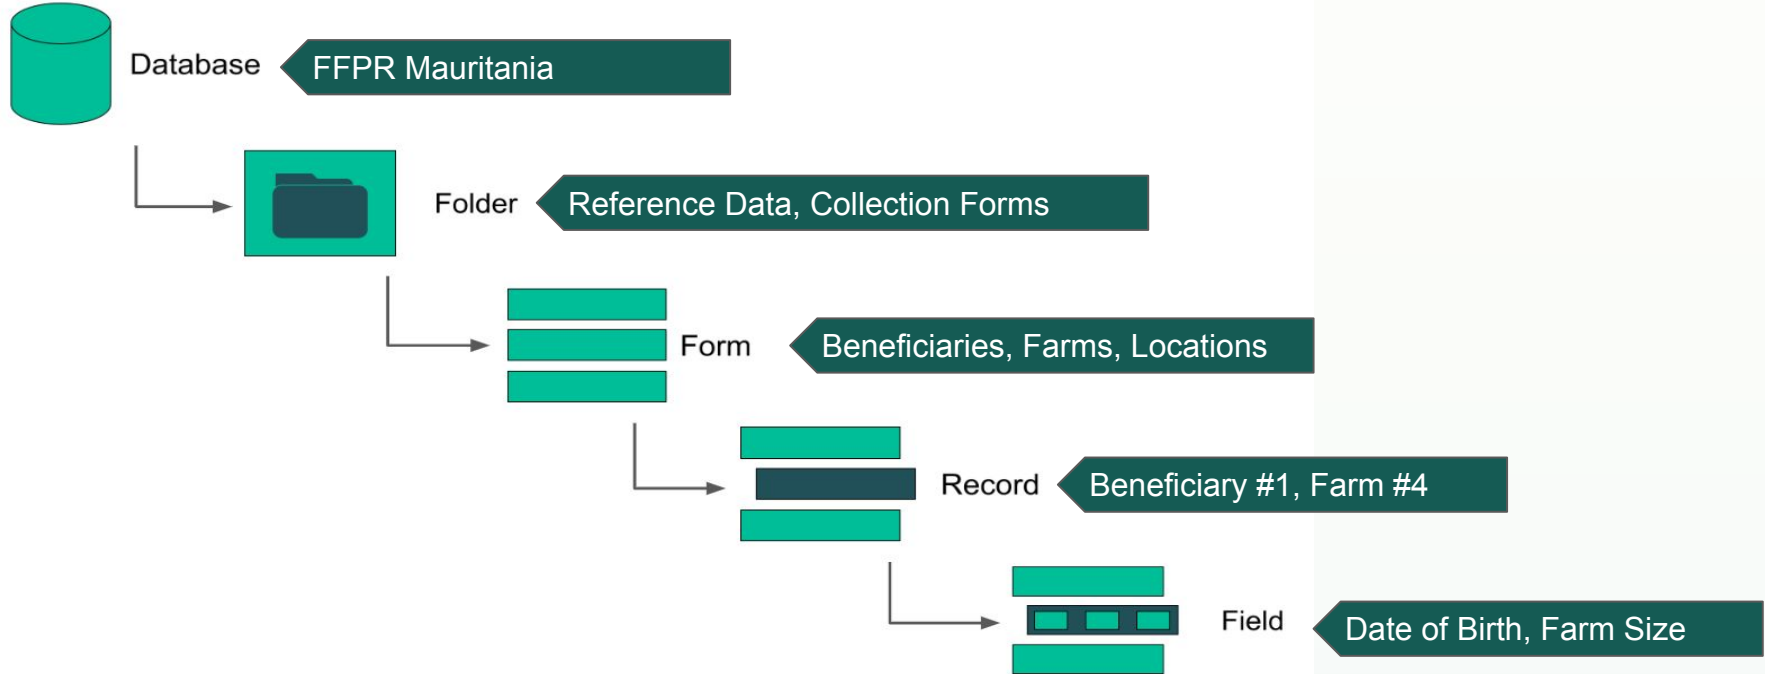 Database
FFPR Mauritania
Folder
Reference Data, Collection Forms
Form
Beneficiaries, Farms, Locations
Record
Beneficiary #1, Farm #4
Field
Date of Birth, Farm Size